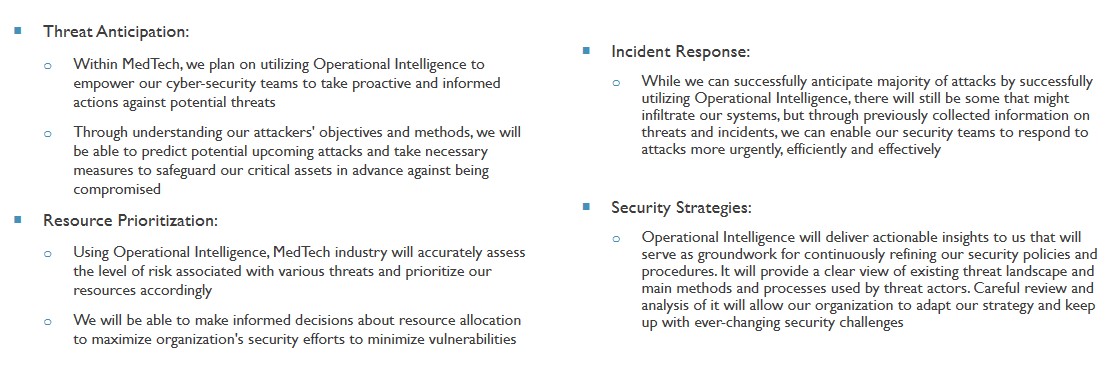 Threat Anticipation:
Within MedTech, we plan on utilizing Operational Intelligence to
empower our cyber-security teams to take proactive and informed
actions against potential threats
Through understanding our attackers' objectives and methods, we will
be able to predict potential upcoming attacks and take necessary
measures to safeguard our critical assets in advance against being
compromised
Resource Prioritization:
Using Operational Intelligence, MedTech industry will accurately assess
the level of risk associated with various threats and prioritize our
resources accordingly
We will be able to make informed decisions about resource allocation
to maximize organization's security efforts to minimize vulnerabilities
Incident Response:
While we can successfully anticipate majority of attacks by successfully
utilizing Operational Intelligence, there will still be some that might
infiltrate our systems, but through previously collected information on
threats and incidents, we can enable our security teams to respond to
attacks more urgently, efficiently and effectively
Security Strategies:
Operational Intelligence will deliver actionable insights to us that will
serve as groundwork for continuously refining our security policies and
procedures. It will provide a clear view of existing threat landscape and
main methods and processes used by threat actors. Careful review and
analysis of it will allow our organization to adapt our strategy and keep
up with ever-changing security challenges